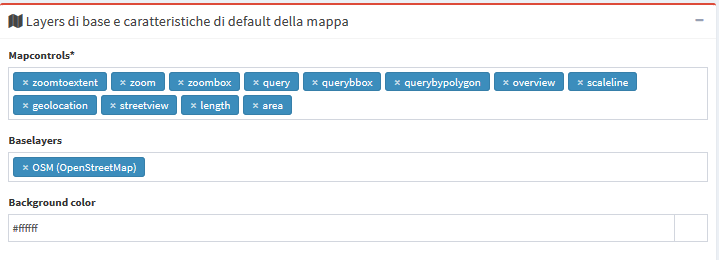 Layers di base e caratteristiche di default della mappa
Mapcontrols*
× zoomtoextent × zoom × zoombox × query × querybbox × querybypolygon × overview × scaleline
× geolocation × streetview × length × area
Baselayers
× OSM (OpenStreetMap)
Background color
#ffffff